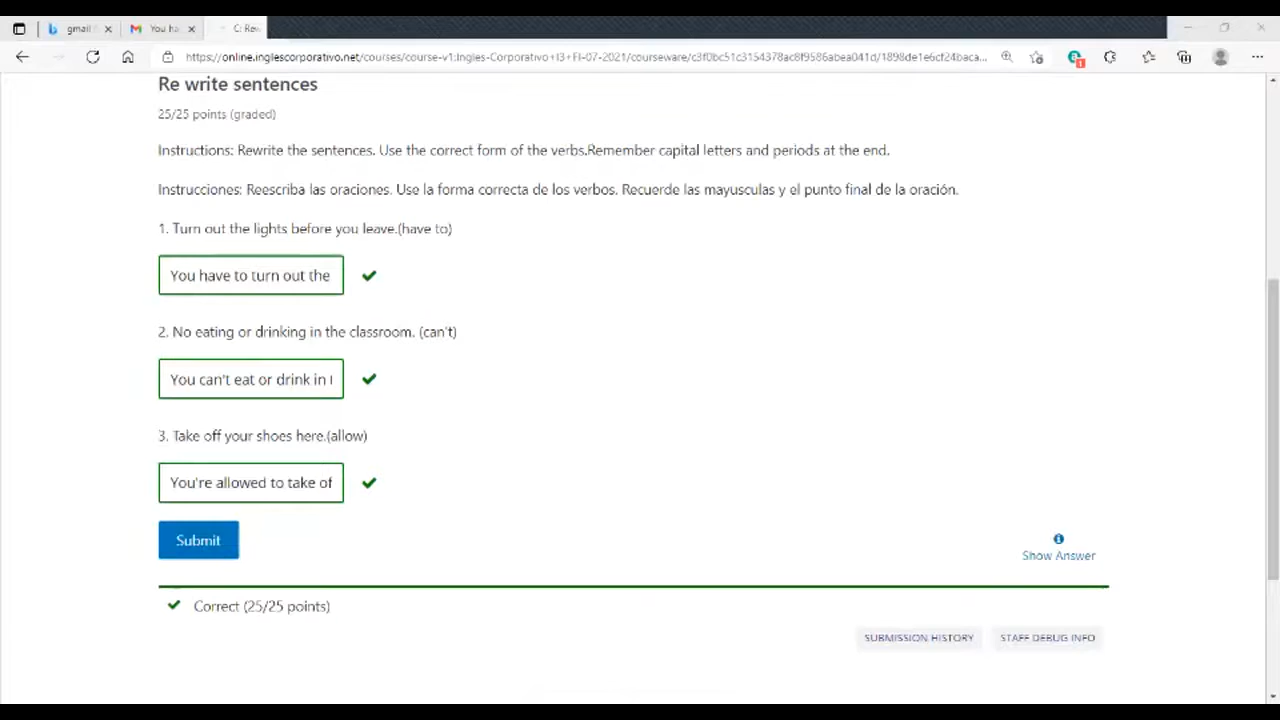 gmail
You ha
C: Rew
https://online.inglescorporativo.net/courses/course-v1:Ingles-Corporativo+I3+FI-07-2021/courseware/c3f0bc51c3154378ac8f9586abea041d/1898de1e6cf24baca...
1
Re write sentences
25/25 points (graded)
Instructions: Rewrite the sentences. Use the correct form of the verbs.Remember capital letters and periods at the end.
Instrucciones: Reescriba las oraciones. Use la forma correcta de los verbos. Recuerde las mayusculas y el punto final de la oración.
1. Turn out the lights before you leave.(have to)
You have to turn out the
2. No eating or drinking in the classroom. (can't)
You can't eat or drink in t
3. Take off your shoes here.(allow)
You're allowed to take of
Submit
Show Answer
Correct (25/25 points)
SUBMISSION HISTORY
STAFF DEBUG INFO